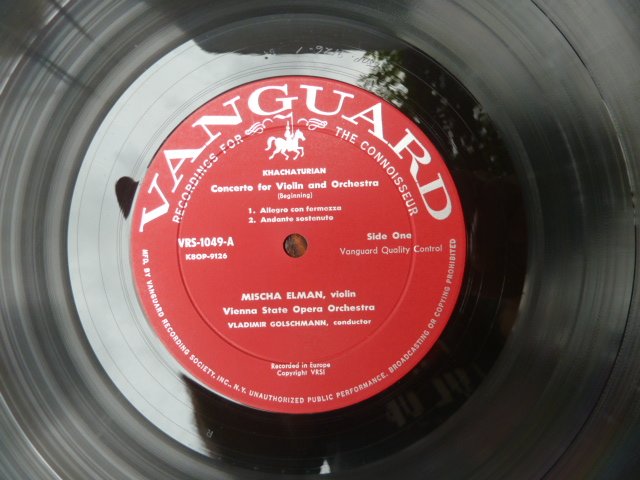 VANGUARD
RECORDINGS FOR THE CONNOISSEUR
KHACHATURIAN
Concerto for Violin and Orchestra
(Beginning)
1. Allegro con fermezza
2. Andante sostenuto
VRS-1049-A
K8OP-9126
Side One
Vanguard Quality Control
MISCHA ELMAN, violin
Vienna State Opera Orchestra
VLADIMIR GOLSCHMANN, conductor
Recorded in Europe
Copyright VRSI
MFG. BY VANGUARD RECORDING SOCIETY, INC., N.Y. UNAUTHORIZED PUBLIC PERFORMANCE, BROADCASTING OR COPYING PROHIBITED